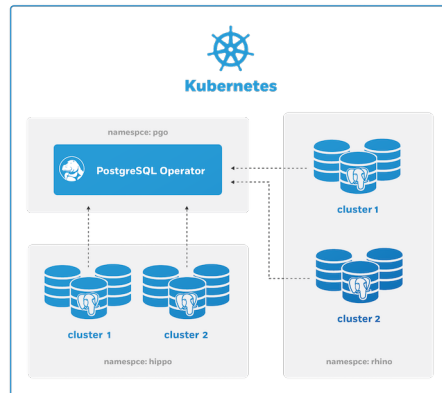 Kubernetes
namespce: pgo
PostgreSQL Operator
cluster 1
cluster 2
namespce: hippo
cluster 1
cluster 2
namespce: rhino